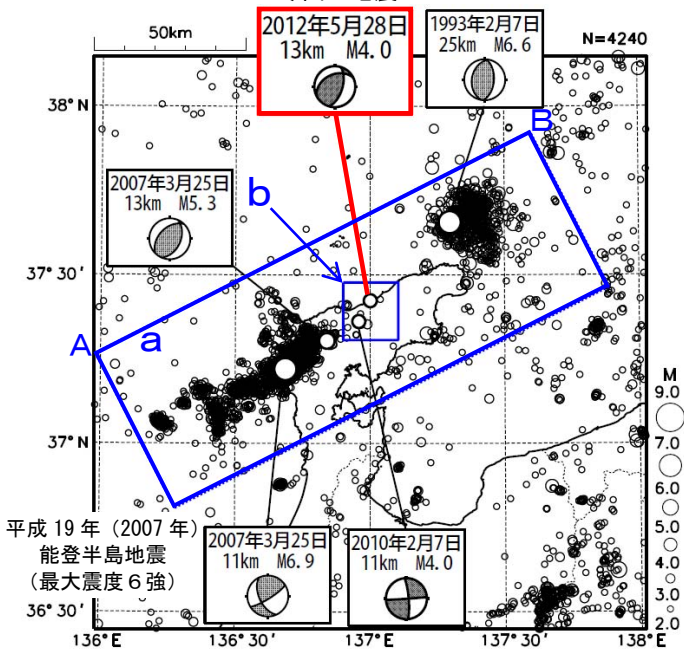 50km
N=4240
2012年5月28日
13km M4.0
1993年2月7日
25km M6.6
38°N
B
2007年3月25日
13km M5.3
b
37°30'
A
a
M
9.0
7.0
6.0
5.0
4.0
3.0
2.0
37°N
平成19年(2007年)
能登半島地震
(最大震度6強)
2007年3月25日
11km M6.9
2010年2月7日
11km M4.0
36°30'
136°E
136°30'
137°E
137°30'
138°E